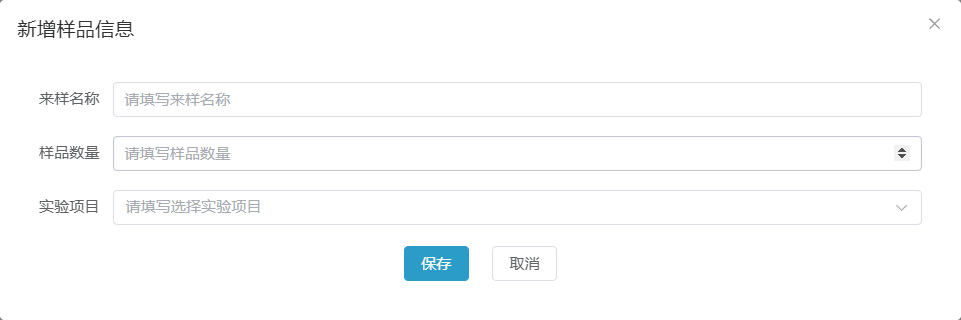 新增样品信息
来样名称 请填写来样名称
样品数量 请填写样品数量
实验项目 请填写选择实验项目
保存 取消